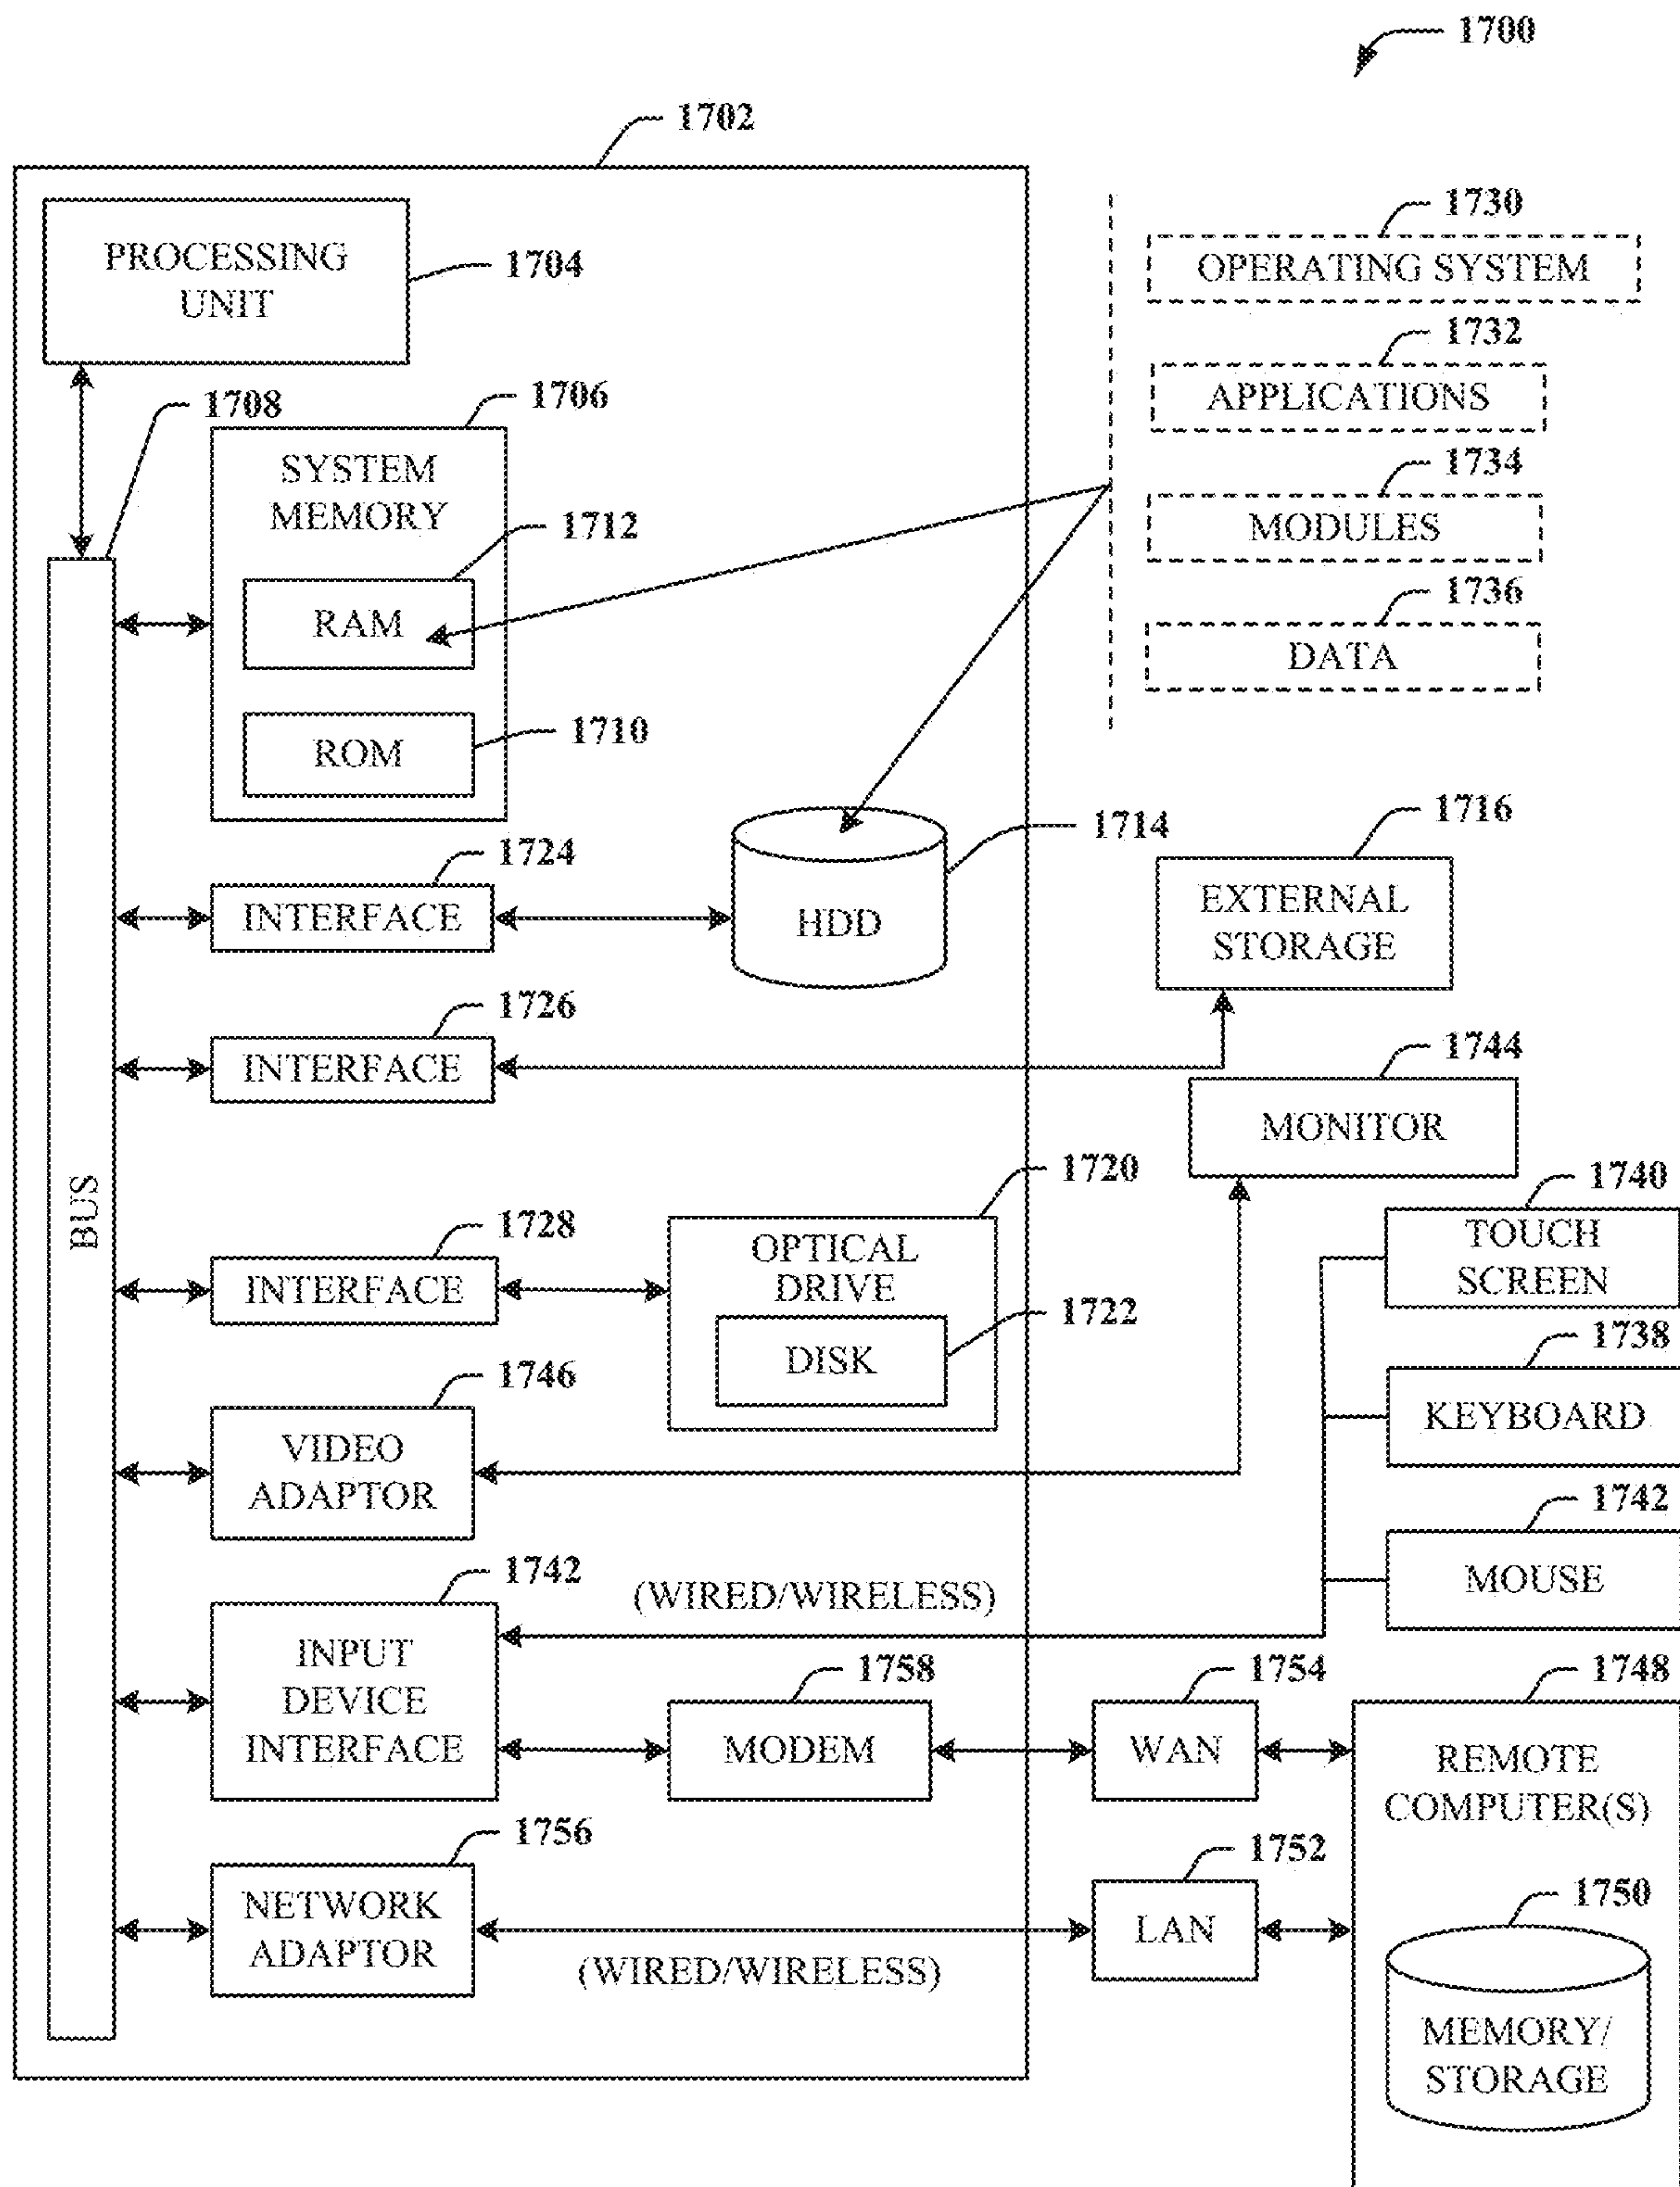 1700
1702
PROCESSING
UNIT
1704
1730
OPERATING SYSTEM
1732
APPLICATIONS
1734
MODULES
1736
DATA
1708
1706
SYSTEM
MEMORY
1712
RAM
1710
ROM
1724
INTERFACE
1714
HDD
1716
EXTERNAL
STORAGE
1726
INTERFACE
1744
MONITOR
BUS
1728
INTERFACE
1720
OPTICAL
DRIVE
1722
DISK
1740
TOUCH
SCREEN
1738
KEYBOARD
1746
VIDEO
ADAPTOR
1742
MOUSE
1742
INPUT
DEVICE
INTERFACE
(WIRED/WIRELESS)
1758
MODEM
1754
WAN
1748
REMOTE
COMPUTER(S)
1756
NETWORK
ADAPTOR
(WIRED/WIRELESS)
1752
LAN
1750
MEMORY/
STORAGE